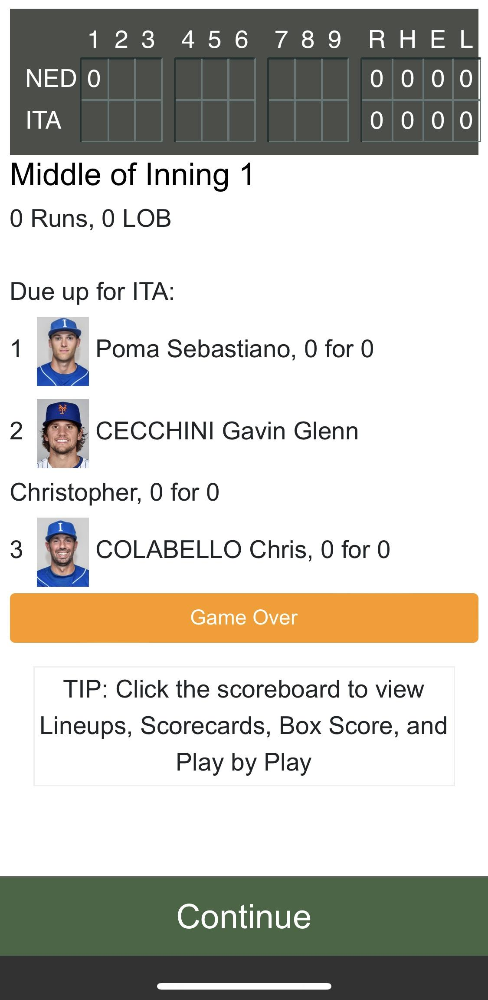 1 2 3 4 5 6 7 8 9 R H E L
NED 0 0 0 0 0
ITA 0 0 0 0
Middle of Inning 1
0 Runs, 0 LOB
Due up for ITA:
1 Poma Sebastiano, 0 for 0
2 CECCHINI Gavin Glenn
Christopher, 0 for 0
3 COLABELLO Chris, 0 for 0
Game Over
TIP: Click the scoreboard to view
Lineups, Scorecards, Box Score, and
Play by Play
Continue